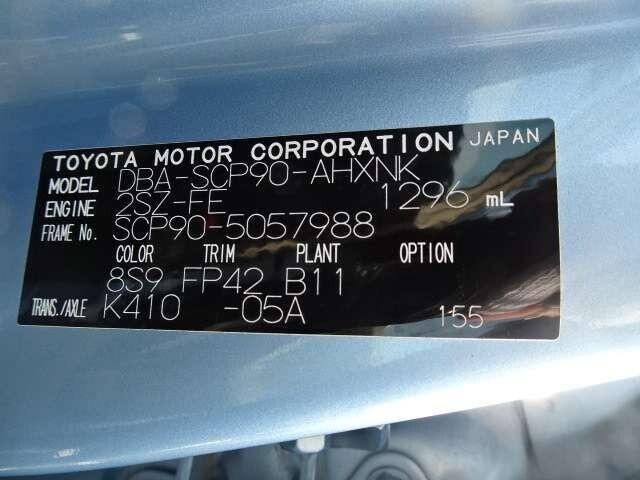 TOYOTA MOTOR CORPORATION JAPAN
MODEL DBA-SCP90-AHXNK
ENGINE 2SZ-FE 1296 mL
FRAME No. SCP90-5057988
COLOR TRIM PLANT OPTION
8S9 FP42 B11
TRANS./AXLE K410 -05A 155